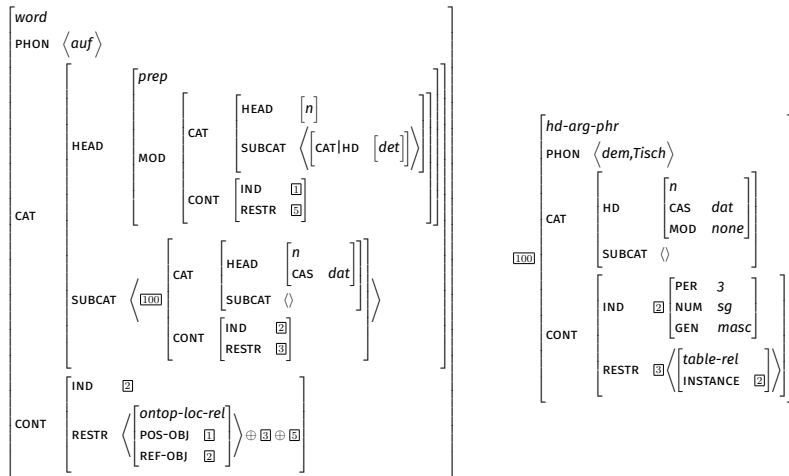 word
PHON ⟨auf⟩
prep
HEAD [n]
CAT
SUBCAT ⟨[CAT|HD [det]]⟩
HEAD
MOD
IND 1
CONT
RESTR 5
CAT
n
HEAD
CAT CAS dat
SUBCAT ⟨⟩
SUBCAT ⟨ 100 ⟩
IND 2
CONT
RESTR 3
IND 2
ontop-loc-rel
CONT
RESTR ⟨ POS-OBJ 1 ⟩ ⊕ 3 ⊕ 5
REF-OBJ 2
hd-arg-phr
PHON ⟨dem,Tisch⟩
n
HD CAS dat
CAT
MOD none
SUBCAT ⟨⟩
100
PER 3
IND 2 NUM sg
GEN masc
CONT
table-rel
RESTR 3 ⟨ ⟩
INSTANCE 2